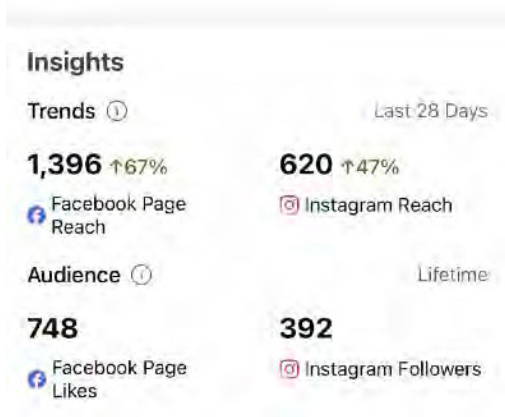 Insights
Trends
Last 28 Days
1,396 ↑67%
620 ↑47%
Facebook Page
Reach
Instagram Reach
Audience
Lifetime
748
392
Facebook Page
Likes
Instagram Followers